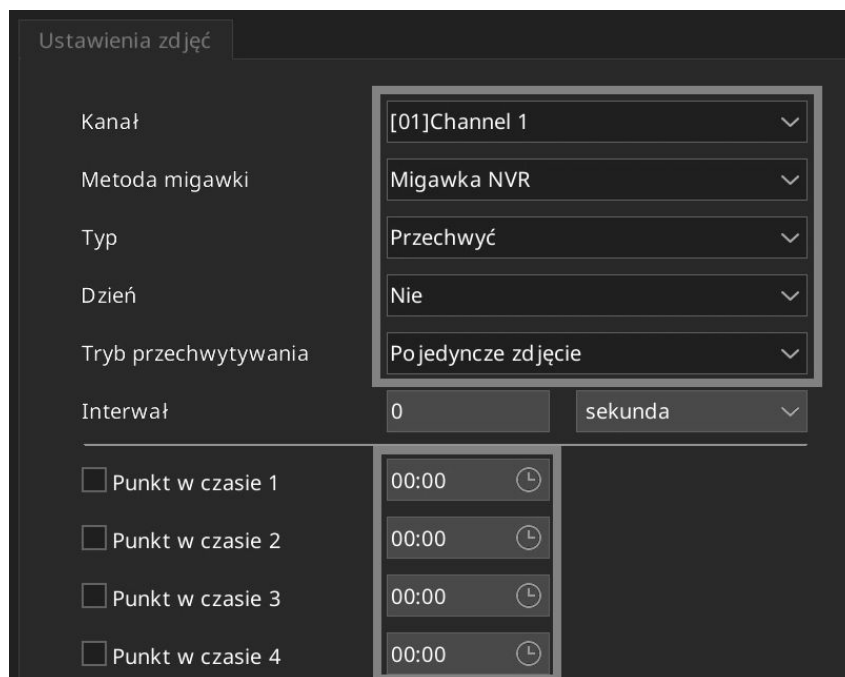 Ustawienia zdjęć
Kanał [01]Channel 1
Metoda migawki Migawka NVR
Typ Przechwyć
Dzień Nie
Tryb przechwytywania Pojedyncze zdjęcie
Interwał 0 sekunda
Punkt w czasie 1 00:00
Punkt w czasie 2 00:00
Punkt w czasie 3 00:00
Punkt w czasie 4 00:00